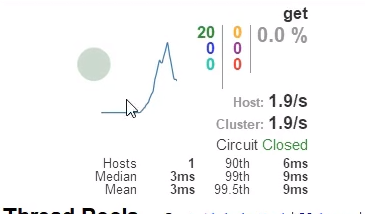 get
20 0 0.0 %
0 0
0 0
Host: 1.9/s
Cluster: 1.9/s
Circuit Closed
Hosts 1 90th 6ms
Median 3ms 99th 9ms
Mean 3ms 99.5th 9ms
Thread Pools